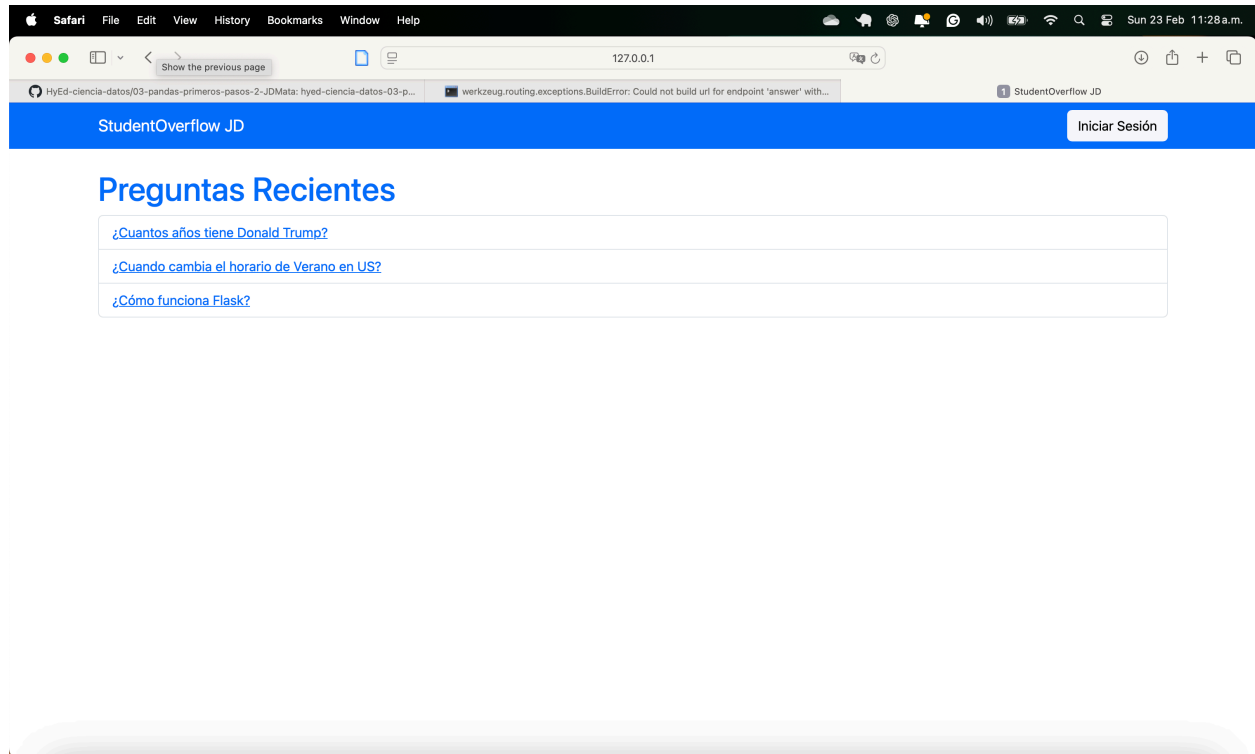 Safari File Edit View History Bookmarks Window Help Sun 23 Feb 11:28 a.m.
127.0.0.1
Show the previous page
HyEd-ciencia-datos/03-pandas-primeros-pasos-2-JDMata: hyed-ciencia-datos-03-p... werkzeug.routing.exceptions.BuildError: Could not build url for endpoint 'answer' with... 1 StudentOverflow JD
StudentOverflow JD Iniciar Sesión
Preguntas Recientes
¿Cuantos años tiene Donald Trump?
¿Cuando cambia el horario de Verano en US?
¿Cómo funciona Flask?